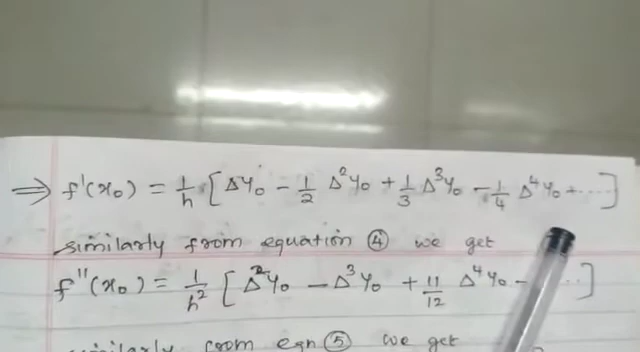 ⇒ f'(x₀) = 1/h [Δy₀ - 1/2 Δ²y₀ + 1/3 Δ³y₀ - 1/4 Δ⁴y₀ + ....]
similarly from equation ④ we get
f''(x₀) = 1/h² [Δ²y₀ - Δ³y₀ + 11/12 Δ⁴y₀ - ..]
similarly from eqn ⑤ we get